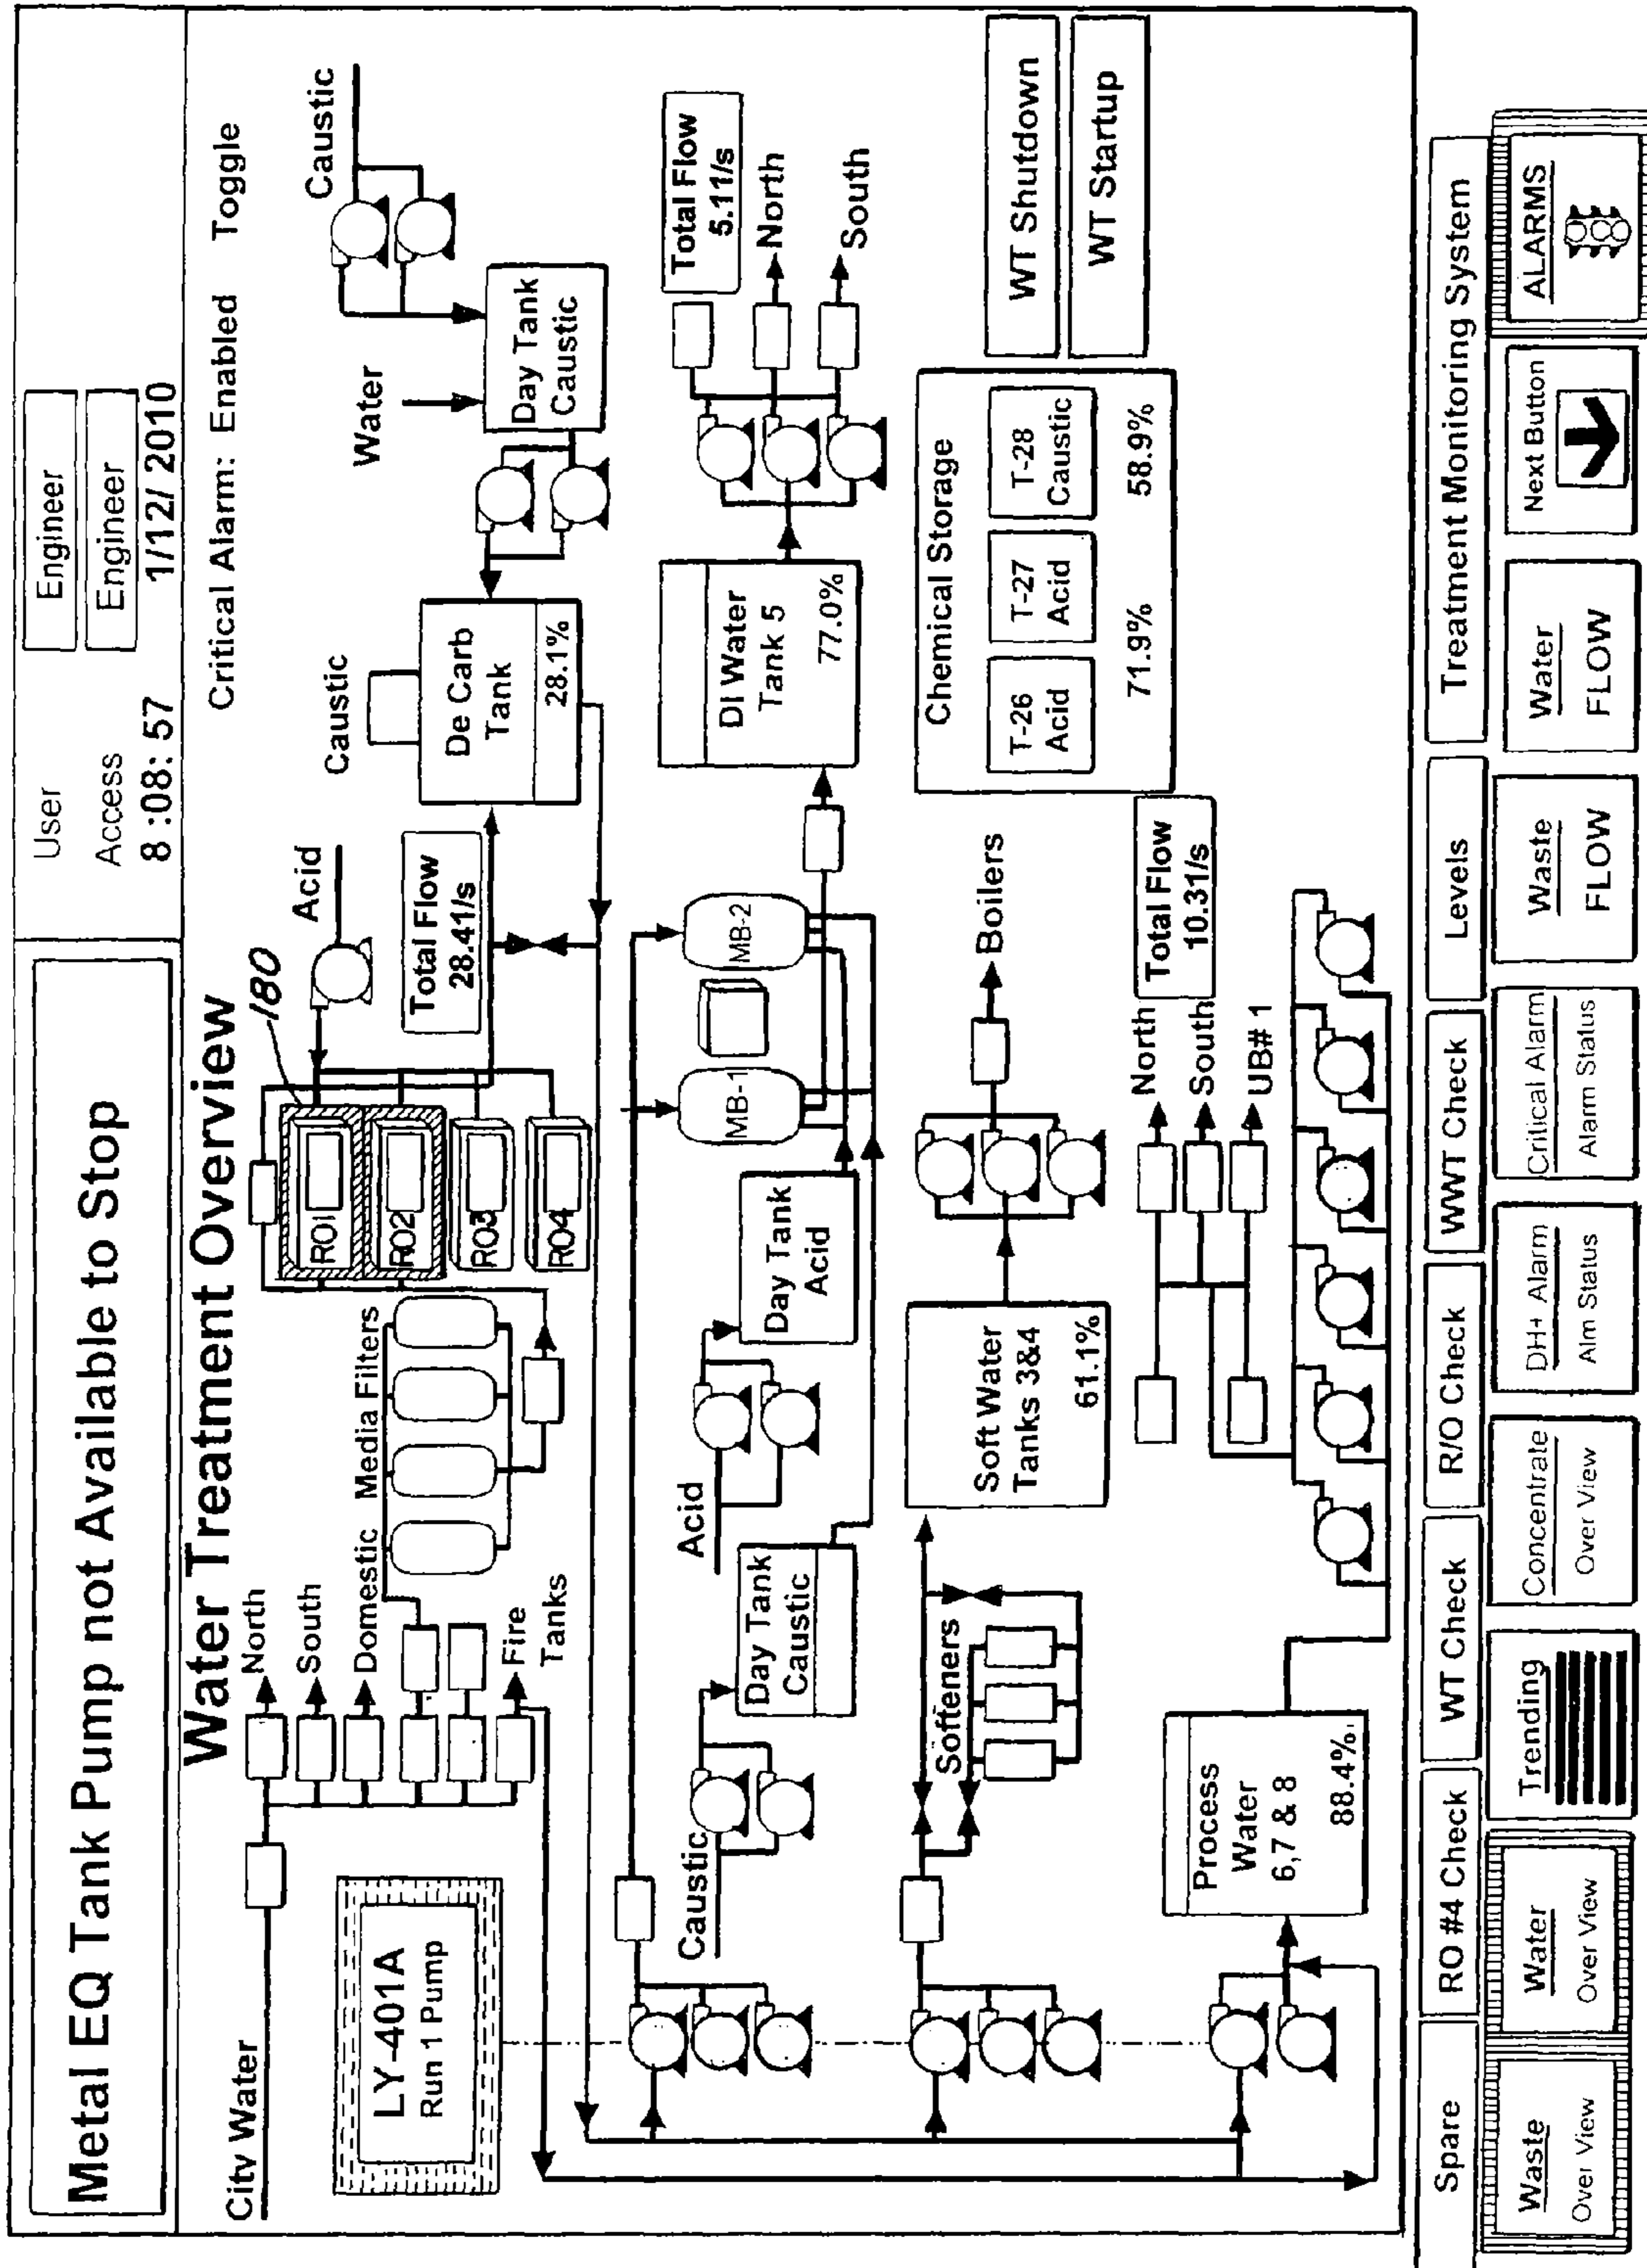 Metal EQ Tank Pump not Available to Stop
User
Engineer
Access
Engineer
8 :08: 57
1/12/ 2010
Water Treatment Overview
Critical Alarm: Enabled
Toggle
City Water
North
South
Domestic
Fire
Tanks
Media Filters
180
RO1
RO2
RO3
RO4
Acid
Total Flow
28.41/s
Caustic
De Carb
Tank
28.1%
Water
Caustic
Day Tank
Caustic
LY-401A
Run 1 Pump
Caustic
Day Tank
Caustic
Acid
Day Tank
Acid
MB-1
MB-2
DI Water
Tank 5
77.0%
Total Flow
5.11/s
North
South
Softeners
Soft Water
Tanks 3&4
61.1%
Boilers
Chemical Storage
T-26
Acid
T-27
Acid
T-28
Caustic
71.9%
58.9%
WT Shutdown
WT Startup
Process
Water
6,7 & 8
88.4%
North
South
UB# 1
Total Flow
10.31/s
Spare
RO #4 Check
WT Check
R/O Check
WWT Check
Levels
Treatment Monitoring System
Waste
Over View
Water
Over View
Trending
Concentrate
Over View
DH+ Alarm
Alm Status
Critical Alarm
Alarm Status
Waste
FLOW
Water
FLOW
Next Button
ALARMS